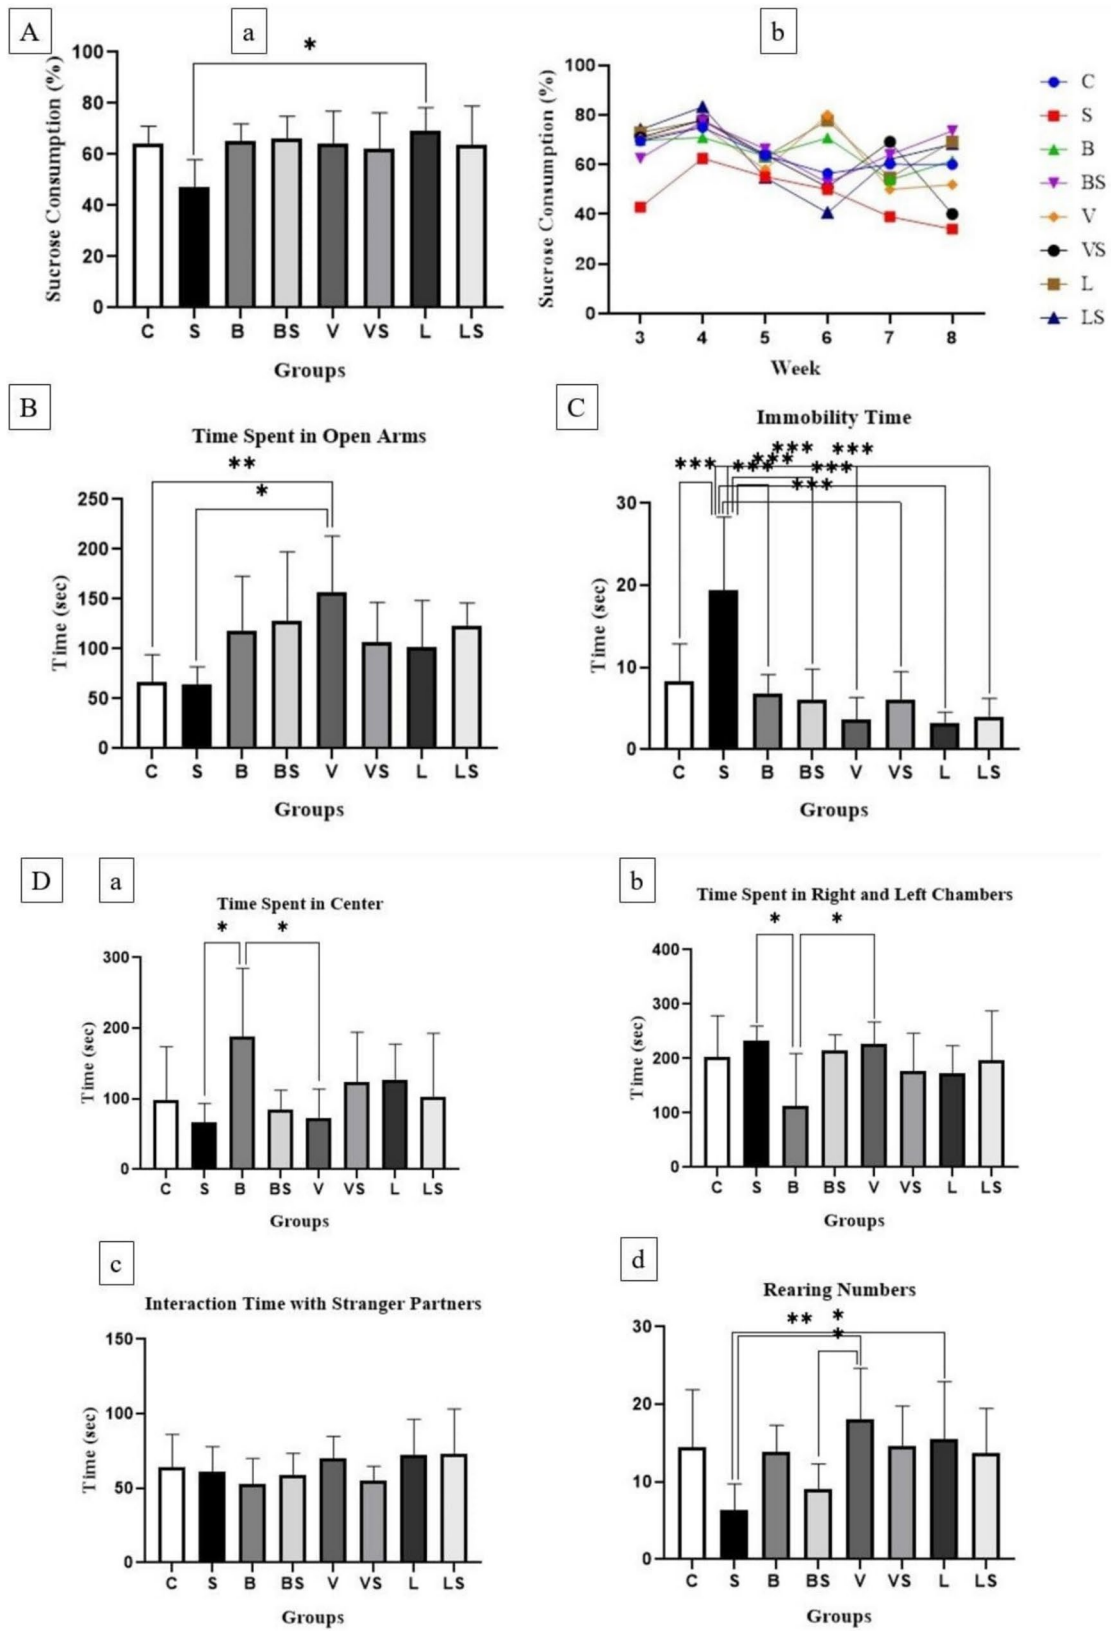 A
a
*
Sucrose Consumption (%)
100
80
60
40
20
0
C S B BS V VS L LS
Groups
b
Sucrose Consumption (%)
100
80
60
40
20
0
3 4 5 6 7 8
Week
C
S
B
BS
V
VS
L
LS
B
Time Spent in Open Arms
**
*
Time (sec)
250
200
150
100
50
0
C S B BS V VS L LS
Groups
C
Immobility Time
*** *** *** *** *** *** ***
Time (sec)
30
20
10
0
C S B BS V VS L LS
Groups
D
a
Time Spent in Center
* *
Time (sec)
300
200
100
0
C S B BS V VS L LS
Groups
b
Time Spent in Right and Left Chambers
* *
Time (sec)
400
300
200
100
0
C S B BS V VS L LS
Groups
c
Interaction Time with Stranger Partners
Time (sec)
150
100
50
0
C S B BS V VS L LS
Groups
d
Rearing Numbers
** *
*
30
20
10
0
C S B BS V VS L LS
Groups